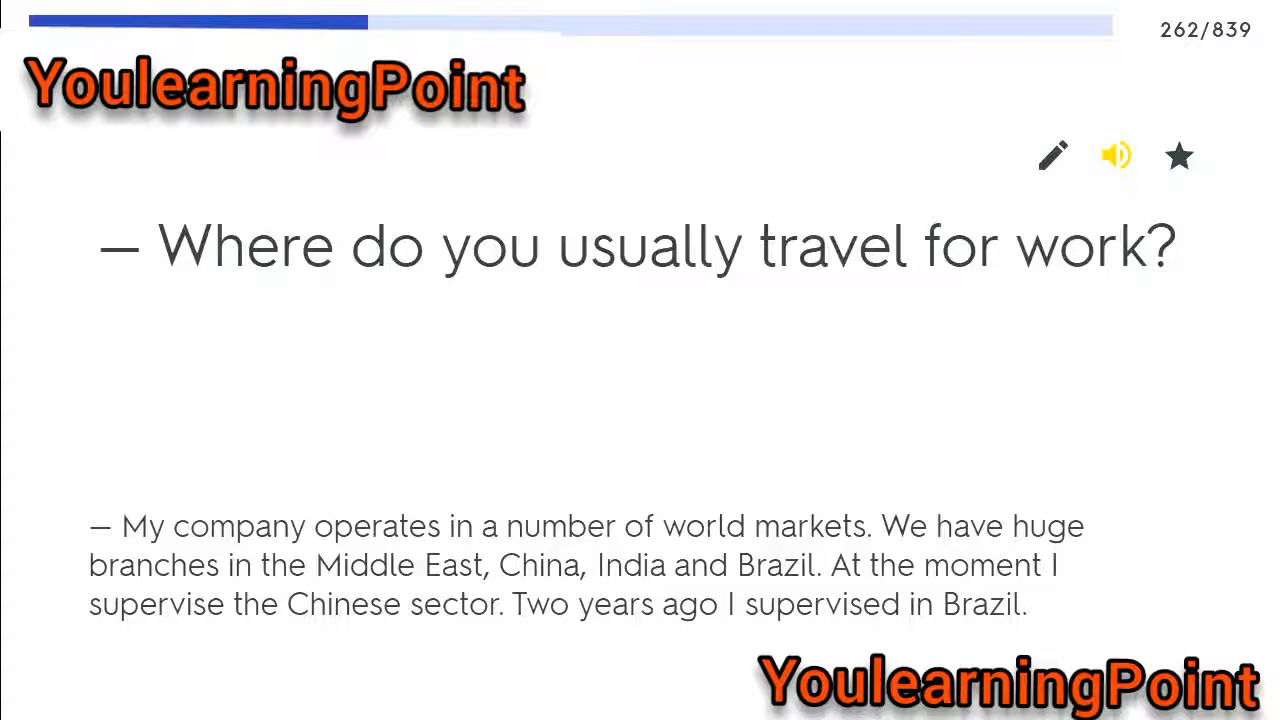 262/839
YoulearningPoint
— Where do you usually travel for work?
— My company operates in a number of world markets. We have huge
branches in the Middle East, China, India and Brazil. At the moment I
supervise the Chinese sector. Two years ago I supervised in Brazil.
YoulearningPoint